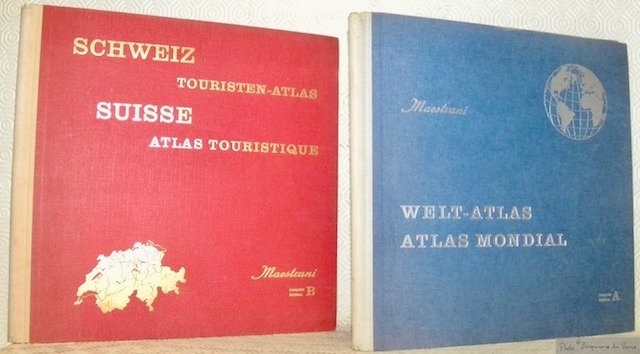 SCHWEIZ
TOURISTEN-ATLAS
SUISSE
ATLAS TOURISTIQUE
Maestrani
B
Maestrani
WELT-ATLAS
ATLAS MONDIAL
A